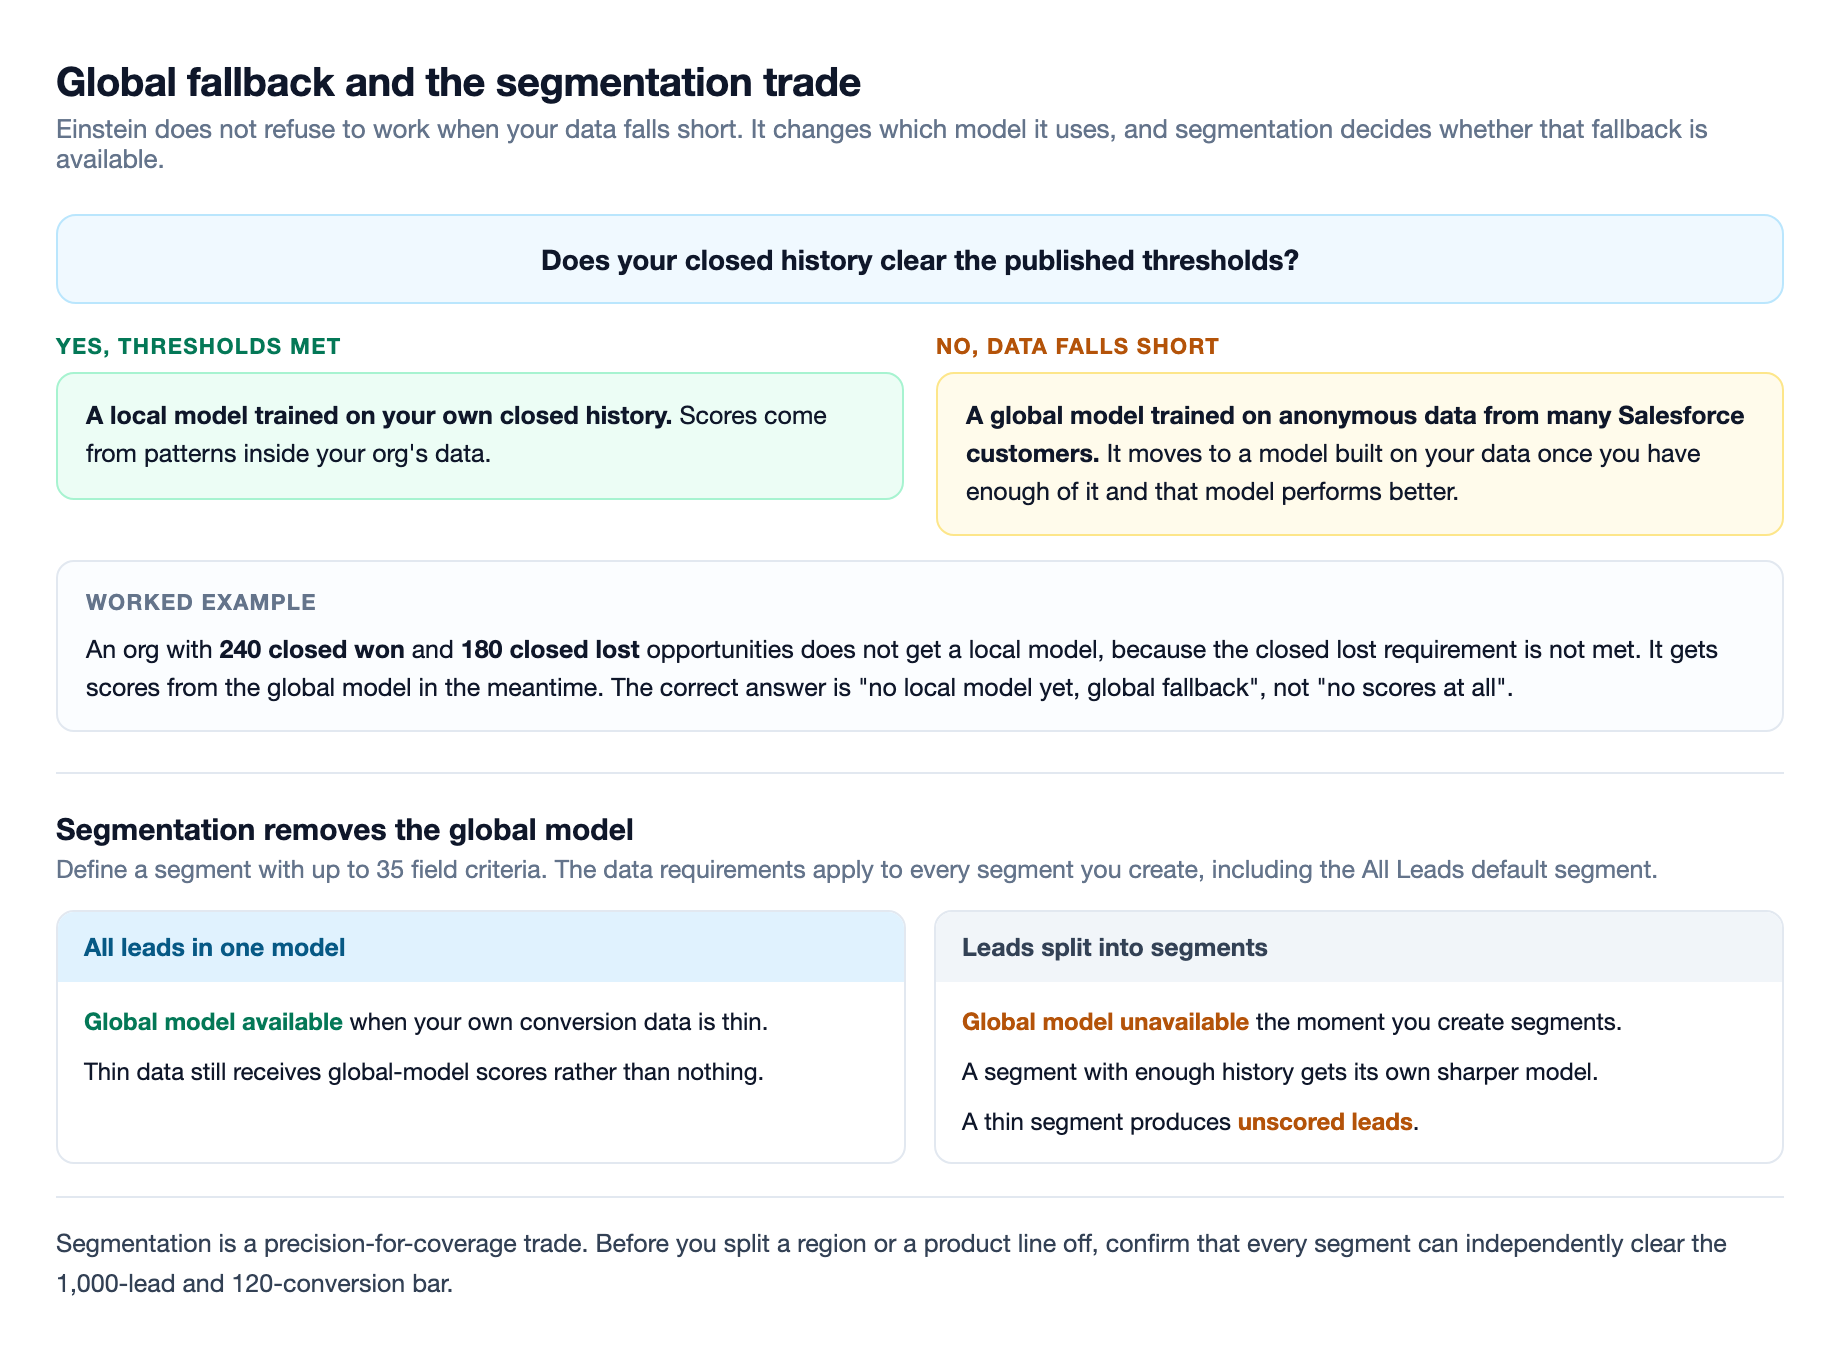 Global fallback and the segmentation trade
Einstein does not refuse to work when your data falls short. It changes which model it uses, and segmentation decides whether that fallback is
available.
Does your closed history clear the published thresholds?
YES, THRESHOLDS MET
A local model trained on your own closed history. Scores come
from patterns inside your org's data.
NO, DATA FALLS SHORT
A global model trained on anonymous data from many Salesforce
customers. It moves to a model built on your data once you have
enough of it and that model performs better.
WORKED EXAMPLE
An org with 240 closed won and 180 closed lost opportunities does not get a local model, because the closed lost requirement is not met. It gets
scores from the global model in the meantime. The correct answer is "no local model yet, global fallback", not "no scores at all".
Segmentation removes the global model
Define a segment with up to 35 field criteria. The data requirements apply to every segment you create, including the All Leads default segment.
All leads in one model
Global model available when your own conversion data is thin.
Thin data still receives global-model scores rather than nothing.
Leads split into segments
Global model unavailable the moment you create segments.
A segment with enough history gets its own sharper model.
A thin segment produces unscored leads.
Segmentation is a precision-for-coverage trade. Before you split a region or a product line off, confirm that every segment can independently clear the
1,000-lead and 120-conversion bar.